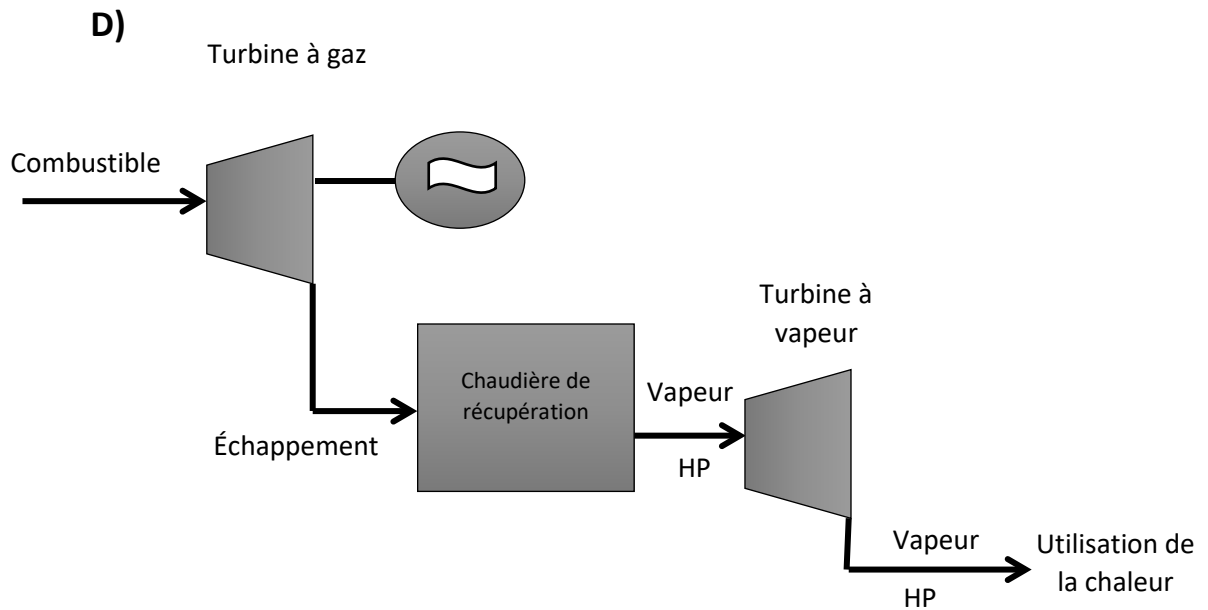 D)
Turbine à gaz
Combustible
Échappement
Chaudière de
récupération
Vapeur
HP
Turbine à
vapeur
Vapeur
HP
Utilisation de
la chaleur